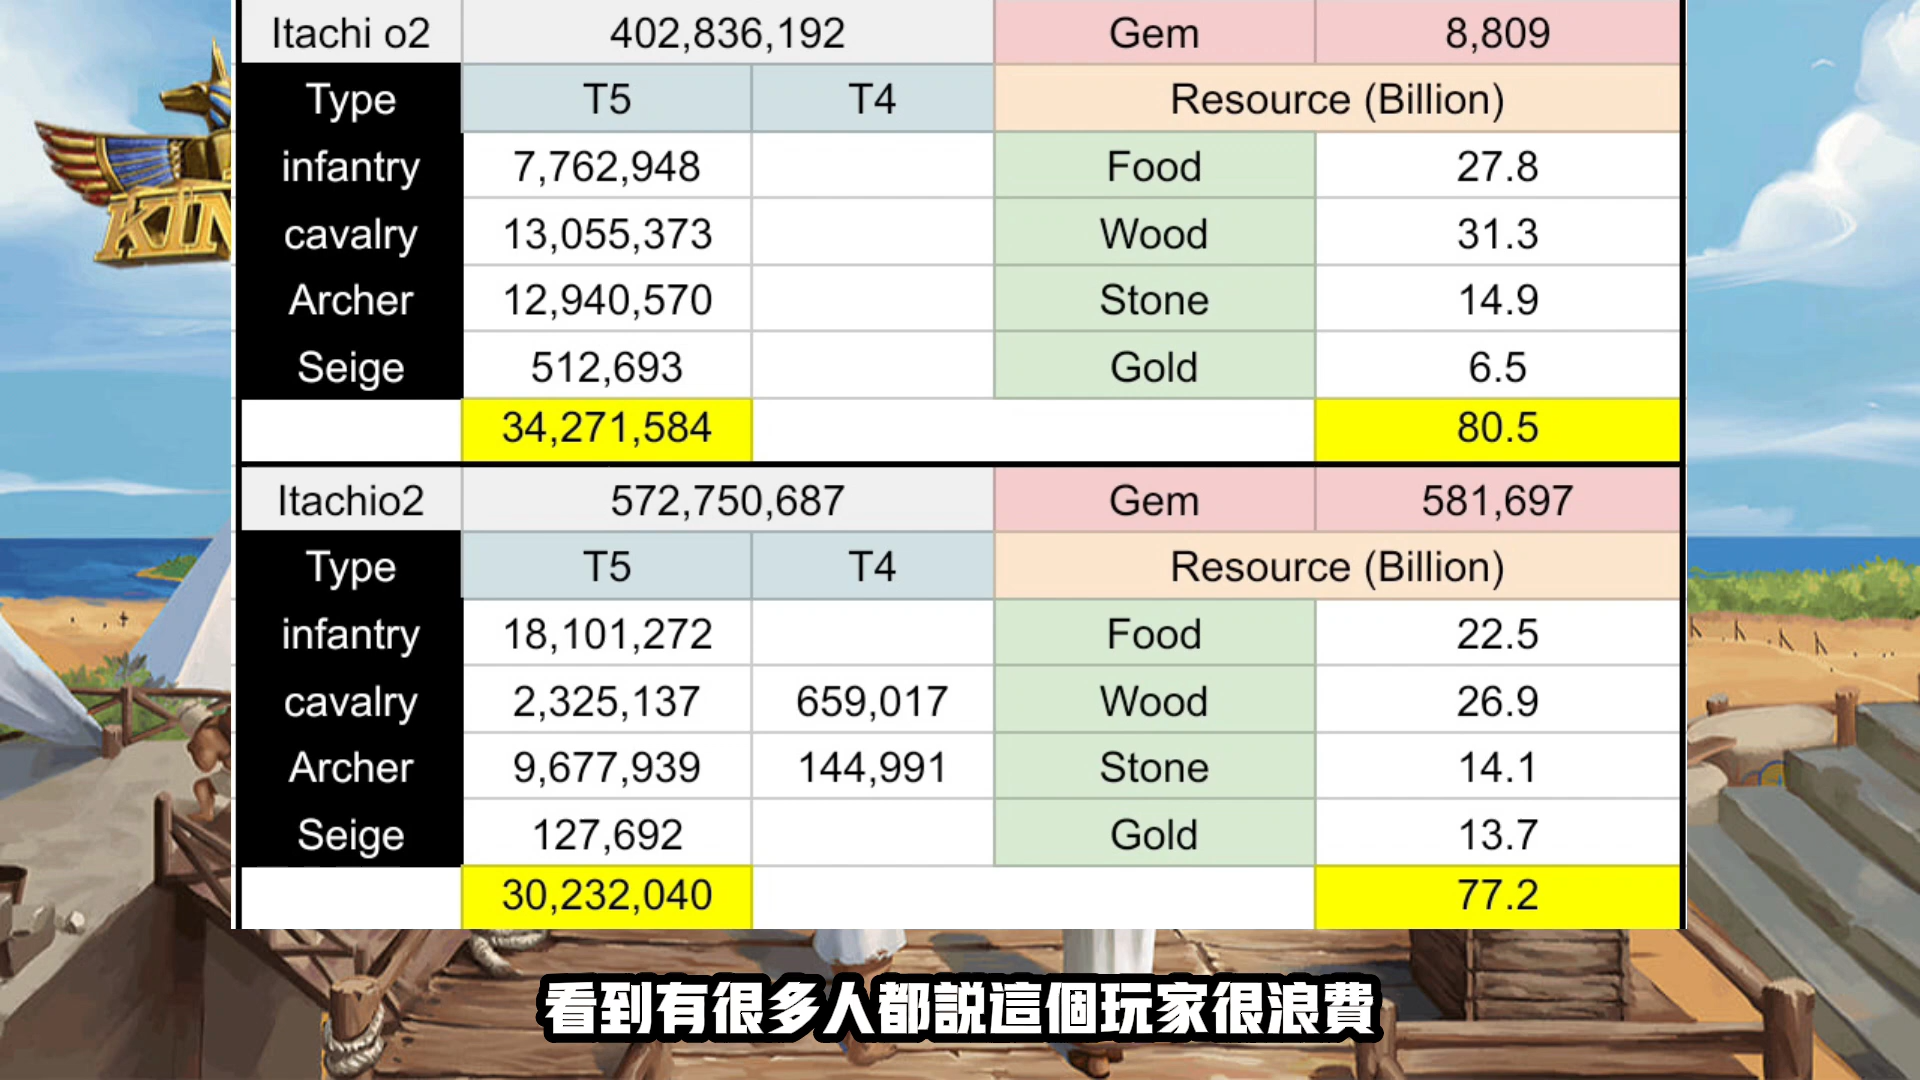 Itachi o2 402,836,192 Gem 8,809
Type T5 T4 Resource (Billion)
infantry 7,762,948 Food 27.8
cavalry 13,055,373 Wood 31.3
Archer 12,940,570 Stone 14.9
Seige 512,693 Gold 6.5
34,271,584 80.5
Itachio2 572,750,687 Gem 581,697
Type T5 T4 Resource (Billion)
infantry 18,101,272 Food 22.5
cavalry 2,325,137 659,017 Wood 26.9
Archer 9,677,939 144,991 Stone 14.1
Seige 127,692 Gold 13.7
30,232,040 77.2
KIN
看到有很多人都説這個玩家很浪費